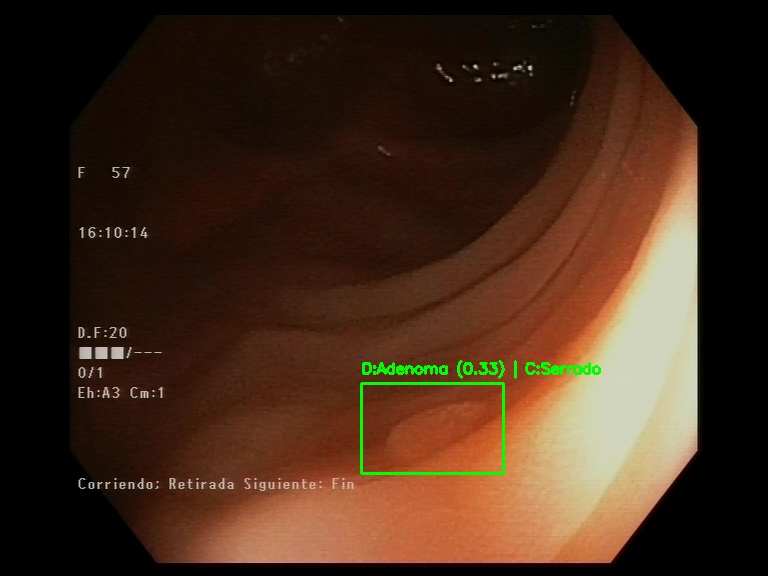 F 57
16:10:14
D.F:20
■■■/---
0/1
Eh:A3 Cm:1
D:Adenoma (0.33) | C:Serrado
Corriendo; Retirada Siguiente: Fin